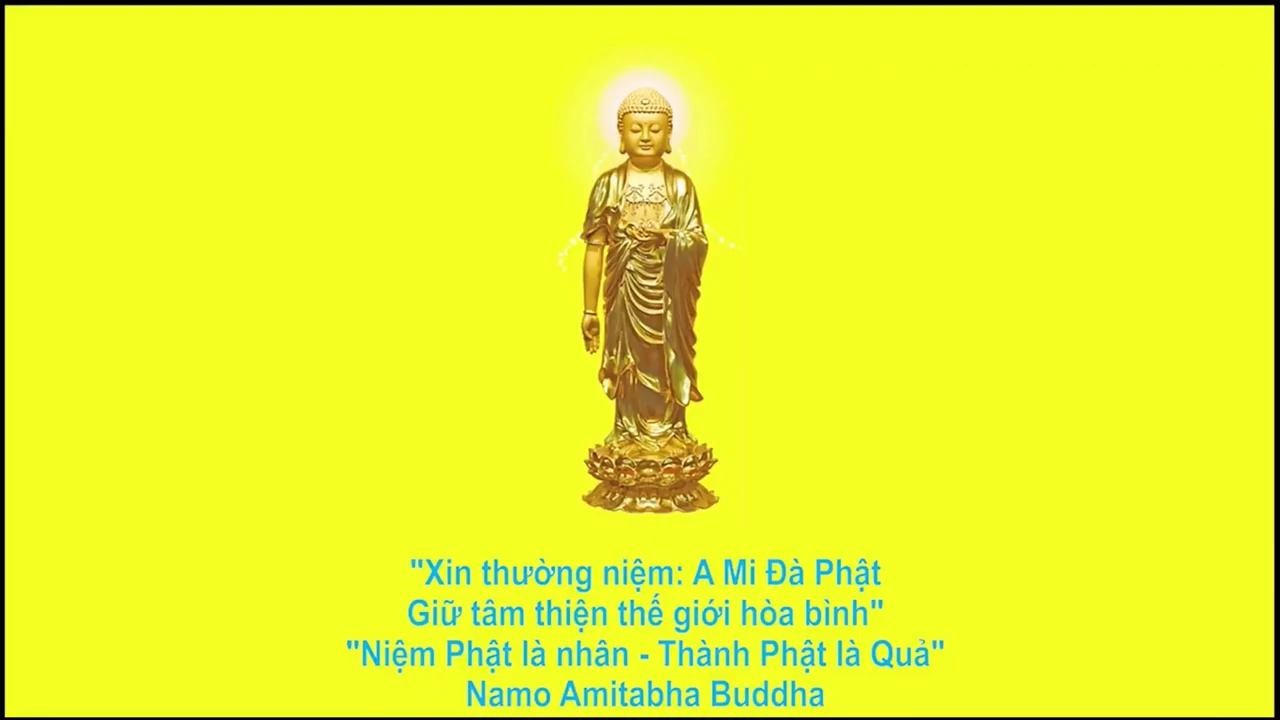 "Xin thường niệm: A Mi Đà Phật
Giữ tâm thiện thế giới hòa bình"
"Niệm Phật là nhân - Thành Phật là Quả"
Namo Amitabha Buddha